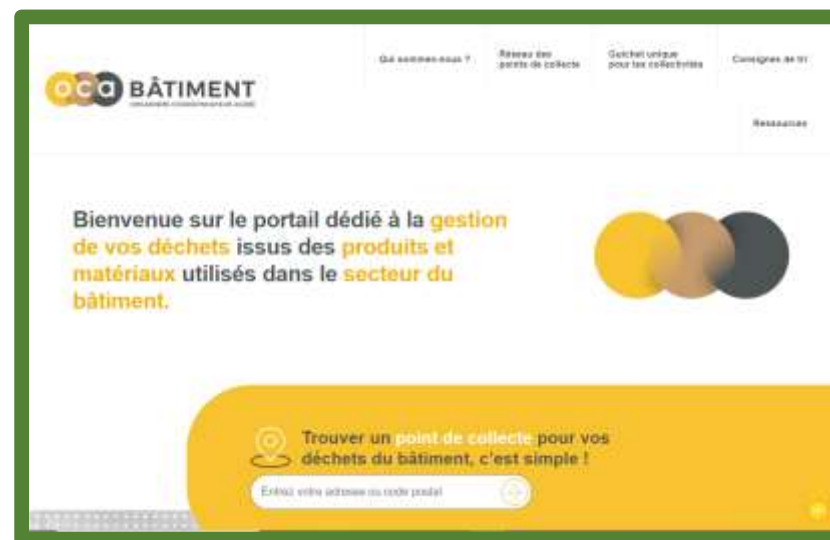 Qui sommes-nous ?
Réseau des
points de collecte
Guichet unique
pour les collectivités
Consignes de tri
oca BÂTIMENT
ORGANISME COORDONNATEUR AGRÉÉ
Ressources
Bienvenue sur le portail dédié à la gestion
de vos déchets issus des produits et
matériaux utilisés dans le secteur du
bâtiment.
Trouver un point de collecte pour vos
déchets du bâtiment, c'est simple !
Entrez votre adresse ou code postal